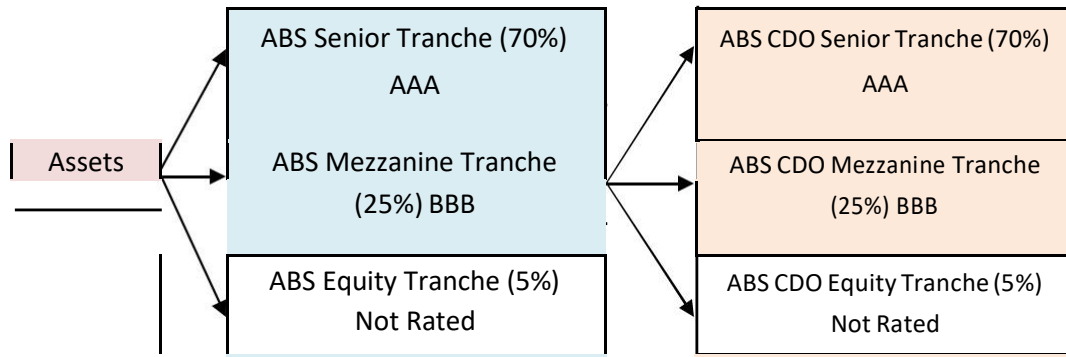 Assets
ABS Senior Tranche (70%)
AAA
ABS Mezzanine Tranche
(25%) BBB
ABS Equity Tranche (5%)
Not Rated
ABS CDO Senior Tranche (70%)
AAA
ABS CDO Mezzanine Tranche
(25%) BBB
ABS CDO Equity Tranche (5%)
Not Rated